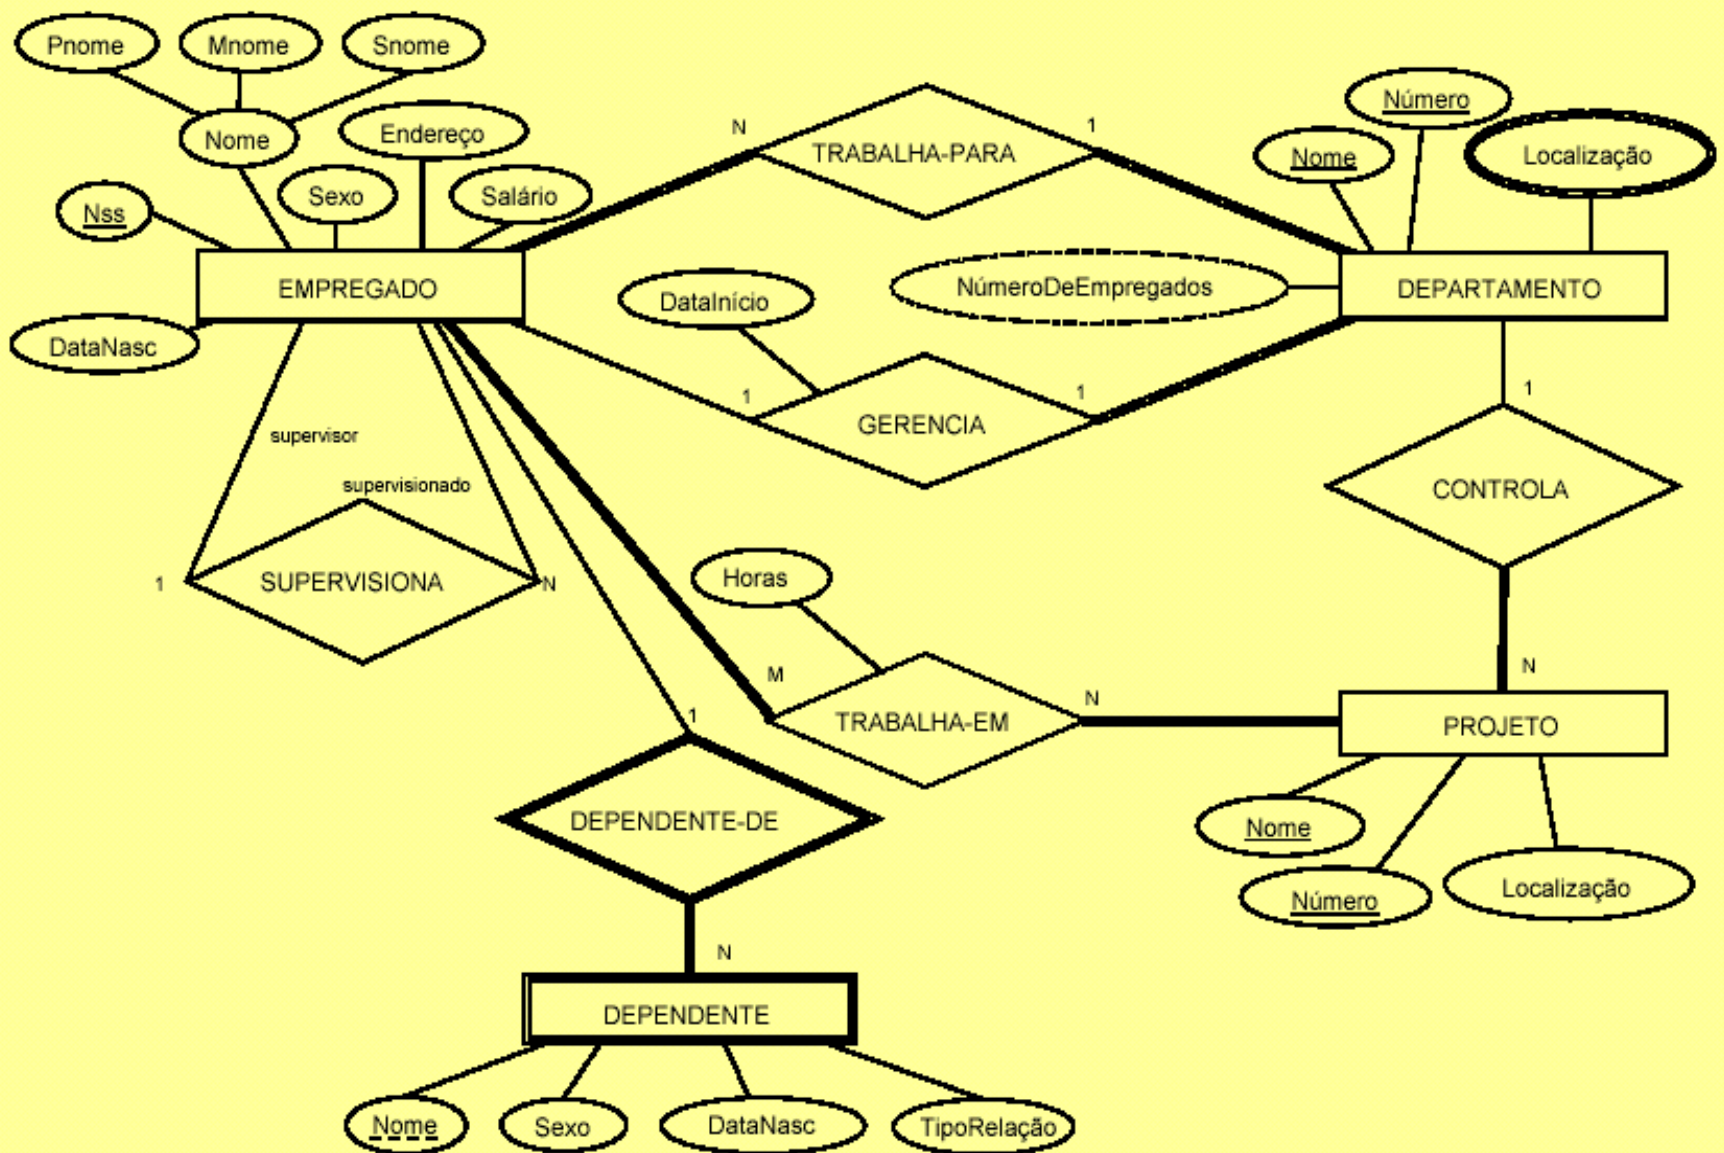 Pnome
Mnome
Snome
Nome
Endereço
Número
Nome
Localização
Nss
Sexo
Salário
N
TRABALHA-PARA
1
EMPREGADO
DataInício
NúmeroDeEmpregados
DEPARTAMENTO
DataNasc
1
GERENCIA
1
1
supervisor
supervisionado
CONTROLA
1
SUPERVISIONA
N
Horas
M
TRABALHA-EM
N
N
PROJETO
1
DEPENDENTE-DE
Nome
Número
Localização
N
DEPENDENTE
Nome
Sexo
DataNasc
TipoRelação